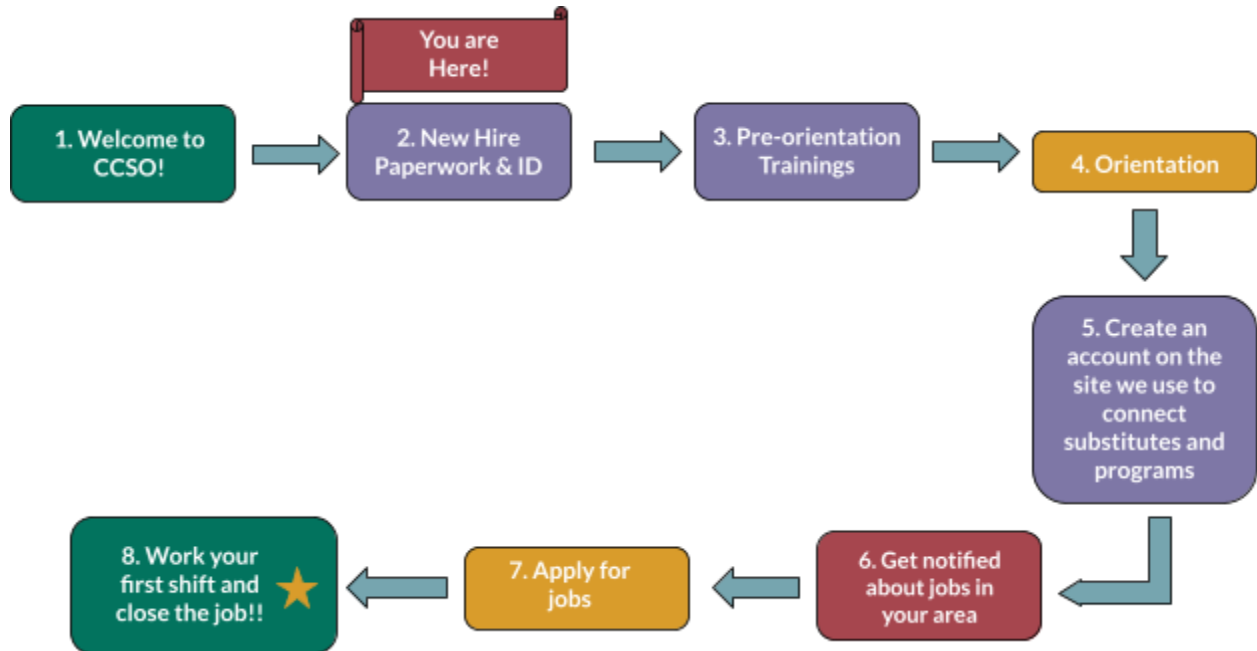 You are
Here!
1. Welcome to
CCSO!
2. New Hire
Paperwork & ID
3. Pre-orientation
Trainings
4. Orientation
5. Create an
account on the
site we use to
connect
substitutes and
programs
6. Get notified
about jobs in
your area
7. Apply for
jobs
8. Work your
first shift and
close the job!!